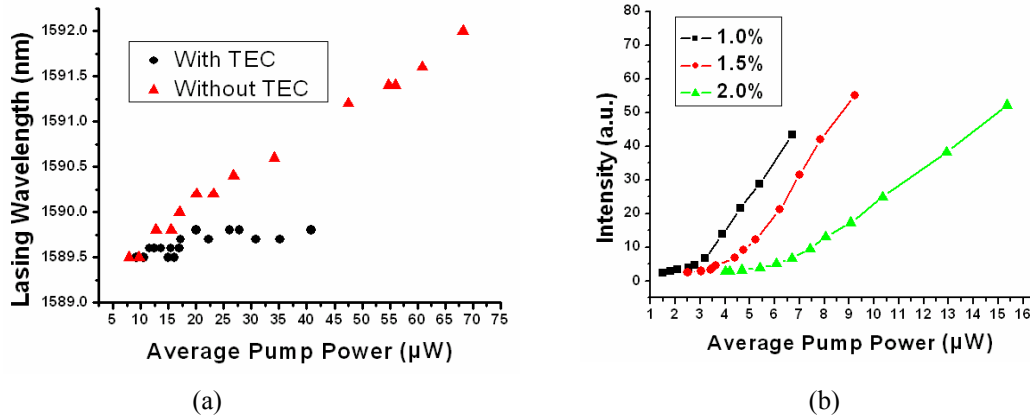 1592.0
1591.5
1591.0
1590.5
1590.0
1589.5
1589.0
Lasing Wavelength (nm)
With TEC
Without TEC
5 10 15 20 25 30 35 40 45 50 55 60 65 70 75
Average Pump Power (µW)
(a)
80
70
60
50
40
30
20
10
0
Intensity (a.u.)
1.0%
1.5%
2.0%
1 2 3 4 5 6 7 8 9 10 11 12 13 14 15 16
Average Pump Power (µW)
(b)